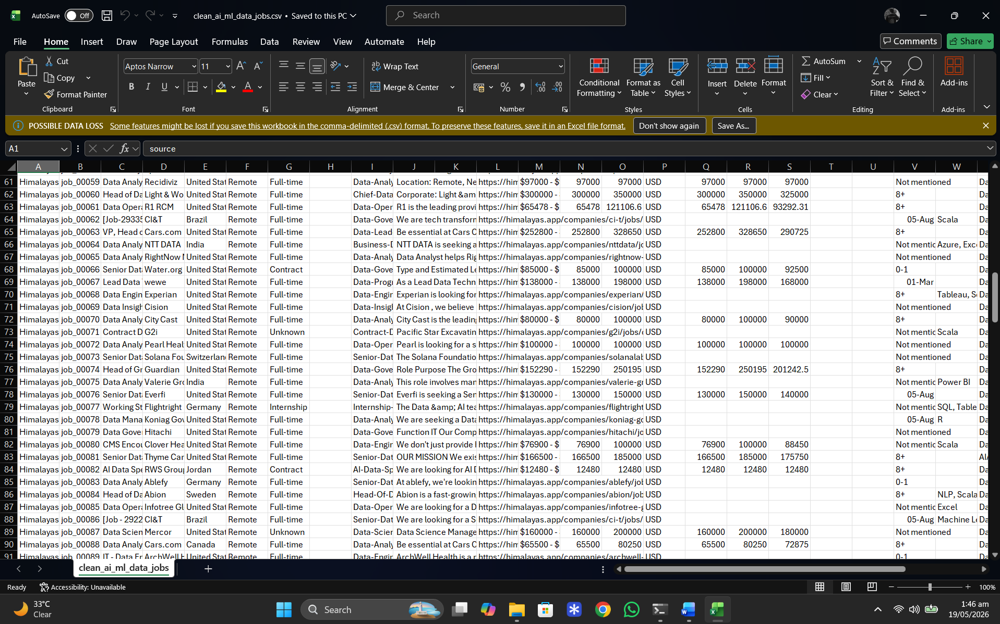 AutoSave Off clean_ai_ml_data_jobs.csv • Saved to this PC Search
File Home Insert Draw Page Layout Formulas Data Review View Automate Help Comments Share
Paste Cut Copy Format Painter Clipboard
Aptos Narrow 11 B I U Font
Wrap Text Merge & Center Alignment
General % Number
Conditional Formatting Format as Table Cell Styles Styles
Insert Delete Format Cells
AutoSum Fill Clear Sort & Filter Find & Select Editing
Add-ins Add-ins
POSSIBLE DATA LOSS Some features might be lost if you save this workbook in the comma-delimited (.csv) format. To preserve these features, save it in an Excel file format. Don't show again Save As...
A1 fx source
A B C D E F G H I J K L M N O P Q R S T U V W
61 Himalayas job_00059 Data Analy Recidiviz United Stat Remote Full-time Data-Analy Location: Remote, Ne https://him $97000 - $ 97000 97000 USD 97000 97000 97000 Not mentioned Da
62 Himalayas job_00060 Head of Da Light & Wo United Stat Remote Full-time Chief-Data Corporate: Light &am https://him $300000 - 300000 350000 USD 300000 350000 325000 8+ Da
63 Himalayas job_00061 Data Opera R1 RCM United Stat Remote Full-time Data-Oper R1 is the leading provi https://him $65478 - $ 65478 121106.6 USD 65478 121106.6 93292.31 8+ Da
64 Himalayas job_00062 [Job-29335 CI&T Brazil Remote Full-time Data-Gove We are tech transforn https://himalayas.app/companies/ci-t/jobs/ USD 05-Aug Scala Da
65 Himalayas job_00063 VP, Head o Cars.com United Stat Remote Full-time Data-Lead Be essential at Cars C https://him $252800 - 252800 328650 USD 252800 328650 290725 8+ Da
66 Himalayas job_00064 Data Analy NTT DATA India Remote Full-time Business-D NTT DATA is seeking a https://himalayas.app/companies/nttdata/jo USD Not mentic Azure, Exc Da
67 Himalayas job_00065 Data Analy RightNow M United Stat Remote Full-time Data-Analy Data Analyst helps Rig https://himalayas.app/companies/rightnow- USD Not mentioned Da
68 Himalayas job_00066 Senior Dat Water.org United Stat Remote Contract Data-Gove Type and Estimated Le https://him $85000 - $ 85000 100000 USD 85000 100000 92500 0-1 Da
69 Himalayas job_00067 Lead Data wewe United Stat Remote Full-time Data-Progr As a Lead Data Techn https://him $138000 - 138000 198000 USD 138000 198000 168000 01-Mar Da
70 Himalayas job_00068 Data Engin Experian United Stat Remote Full-time Data-Engir Experian is looking for https://himalayas.app/companies/experian/ USD 8+ Tableau, S Da
71 Himalayas job_00069 Data Insigh Cision United Stat Remote Full-time Data-Insigl At Cision , we believe https://himalayas.app/companies/cision/jol USD Not mentioned Da
72 Himalayas job_00070 Data Analy City Cast United Stat Remote Full-time Data-Analy City Cast is the leading https://him $80000 - $ 80000 100000 USD 80000 100000 90000 8+ Da
73 Himalayas job_00071 Contract D G2i United Stat Remote Unknown Contract-D Pacific Star Excavatin https://himalayas.app/companies/g2i/jobs/ USD Not mentic Scala Da
74 Himalayas job_00072 Data Analy Pearl Heal United Stat Remote Full-time Data-Oper Pearl is looking for a s https://him $100000 - 100000 100000 USD 100000 100000 100000 Not mentioned Da
75 Himalayas job_00073 Senior Dat Solana Fou Switzerlan Remote Full-time Senior-Dat The Solana Foundatio https://himalayas.app/companies/solanalab USD Not mentioned Da
76 Himalayas job_00074 Head of Gr Guardian United Stat Remote Full-time Data-Gove Role Purpose The Gro https://him $152290 - 152290 250195 USD 152290 250195 201242.5 8+ Da
77 Himalayas job_00075 Data Analy Valerie Gro India Remote Full-time Data-Analy This role involves man https://himalayas.app/companies/valerie-gr USD Not mentic Power BI Da
78 Himalayas job_00076 Senior Dat Everfi United Stat Remote Full-time Senior-Dat Everfi is seeking a Sen https://him $130000 - 130000 150000 USD 130000 150000 140000 05-Aug Da
79 Himalayas job_00077 Working St Flightright Germany Remote Internship Internship- The Data &amp; AI tea https://himalayas.app/companies/flightright USD Not mentic SQL, Table Da
80 Himalayas job_00078 Data Mana Koniag Gov United Stat Remote Full-time Data-Analy We are seeking a Data https://himalayas.app/companies/koniag-go USD 05-Aug R Da
81 Himalayas job_00079 Data Gover Hitachi United Stat Remote Full-time Data-Gove Function IT Our Comp https://himalayas.app/companies/hitachi/jo USD Not mentioned Da
82 Himalayas job_00080 CMS Encou Clover Hea United Stat Remote Full-time Data-Engir We don't just provide l https://him $76900 - $ 76900 100000 USD 76900 100000 88450 Not mentic Scala Da
83 Himalayas job_00081 Senior Dat Thyme Car United Stat Remote Full-time Senior-Dat OUR MISSION We exis https://him $166500 - 166500 185000 USD 166500 185000 175750 8+ AI/
84 Himalayas job_00082 AI Data Spe RWS Group Jordan Remote Contract AI-Data-Sp We are looking for AI D https://him $12480 - $ 12480 12480 USD 12480 12480 12480 8+ Da
85 Himalayas job_00083 Data Analy Ablefy Germany Remote Full-time Senior-Dat At ablefy, we're lookin https://himalayas.app/companies/ablefy/jol USD 0-1 Da
86 Himalayas job_00084 Head of Da Abion Sweden Remote Full-time Head-Of-D Abion is a fast-growin https://himalayas.app/companies/abion/job USD 8+ NLP, Scala Da
87 Himalayas job_00085 Data Opera Infotree Gl United Stat Remote Full-time Data-Oper We are looking for a D https://himalayas.app/companies/infotree-g USD Not mentic Excel Da
88 Himalayas job_00086 [Job - 2922 CI&T Brazil Remote Full-time Senior-Dat We are looking for a S https://himalayas.app/companies/ci-t/jobs/ USD 05-Aug Machine Le Da
89 Himalayas job_00087 Data Scien Mercor United Stat Remote Unknown Data-Scier Data Science Manage https://him $160000 - 160000 200000 USD 160000 200000 180000 Not mentioned Da
90 Himalayas job_00088 Data Analy Cars.com Canada Remote Full-time Data-Analy Be essential at Cars C https://him $65500 - $ 65500 80250 USD 65500 80250 72875 8+ Da
91 Himalayas job_00089 IT - Data Er ArchWell H United Stat Remote Full-time Data-Engir ArchWell Health is a r https://himalayas.app/companies/archwell- USD 0-1 Da
clean_ai_ml_data_jobs
Ready Accessibility: Unavailable 100%
33°C Clear Search 1:46 am 19/05/2026